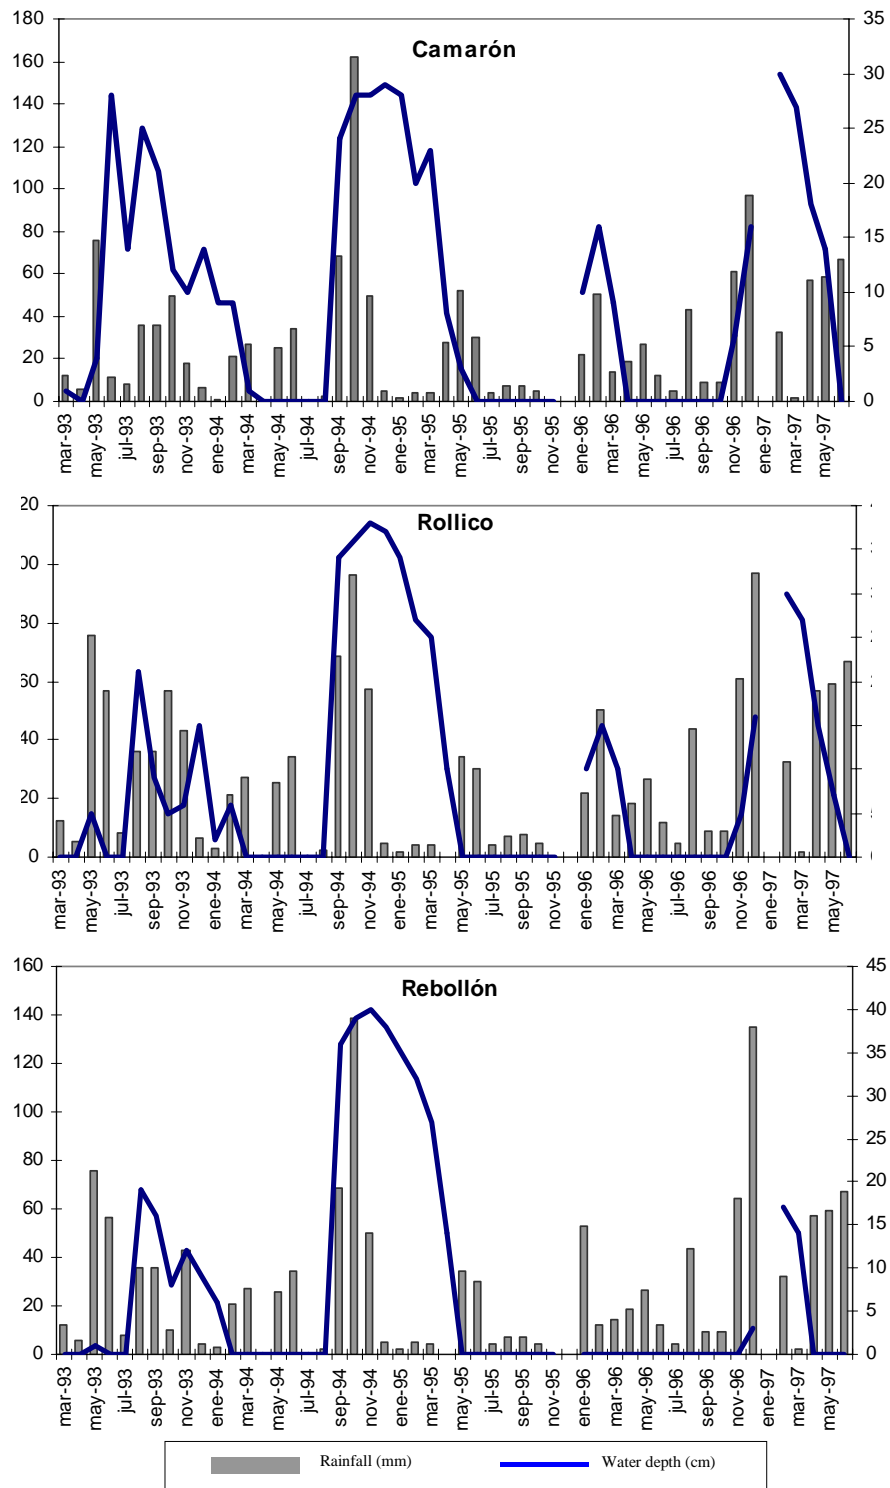 Camarón
180
160
140
120
100
80
60
40
20
0
35
30
25
20
15
10
5
0
mar-93
may-93
jul-93
sep-93
nov-93
ene-94
mar-94
may-94
jul-94
sep-94
nov-94
ene-95
mar-95
may-95
jul-95
sep-95
nov-95
ene-96
mar-96
may-96
jul-96
sep-96
nov-96
ene-97
mar-97
may-97
Rollico
20
00
80
60
40
20
0
mar-93
may-93
jul-93
sep-93
nov-93
ene-94
mar-94
may-94
jul-94
sep-94
nov-94
ene-95
mar-95
may-95
jul-95
sep-95
nov-95
ene-96
mar-96
may-96
jul-96
sep-96
nov-96
ene-97
mar-97
may-97
Rebollón
160
140
120
100
80
60
40
20
0
45
40
35
30
25
20
15
10
5
0
mar-93
may-93
jul-93
sep-93
nov-93
ene-94
mar-94
may-94
jul-94
sep-94
nov-94
ene-95
mar-95
may-95
jul-95
sep-95
nov-95
ene-96
mar-96
may-96
jul-96
sep-96
nov-96
ene-97
mar-97
may-97
Rainfall (mm)
Water depth (cm)